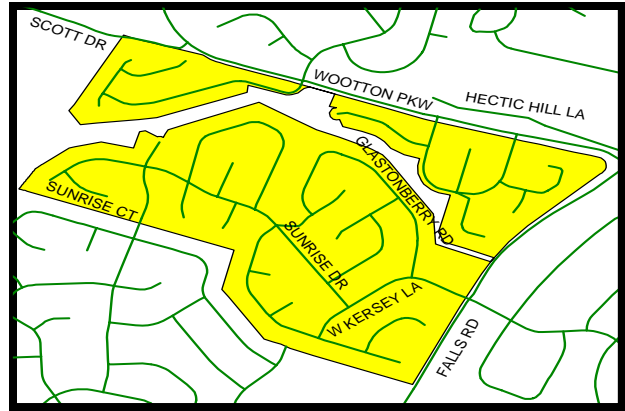 SCOTT DR
WOOTTON PKW
HECTIC HILL LA
GLASTONBERRY RD
SUNRISE CT
SUNRISE DR
W KERSEY LA
FALLS RD